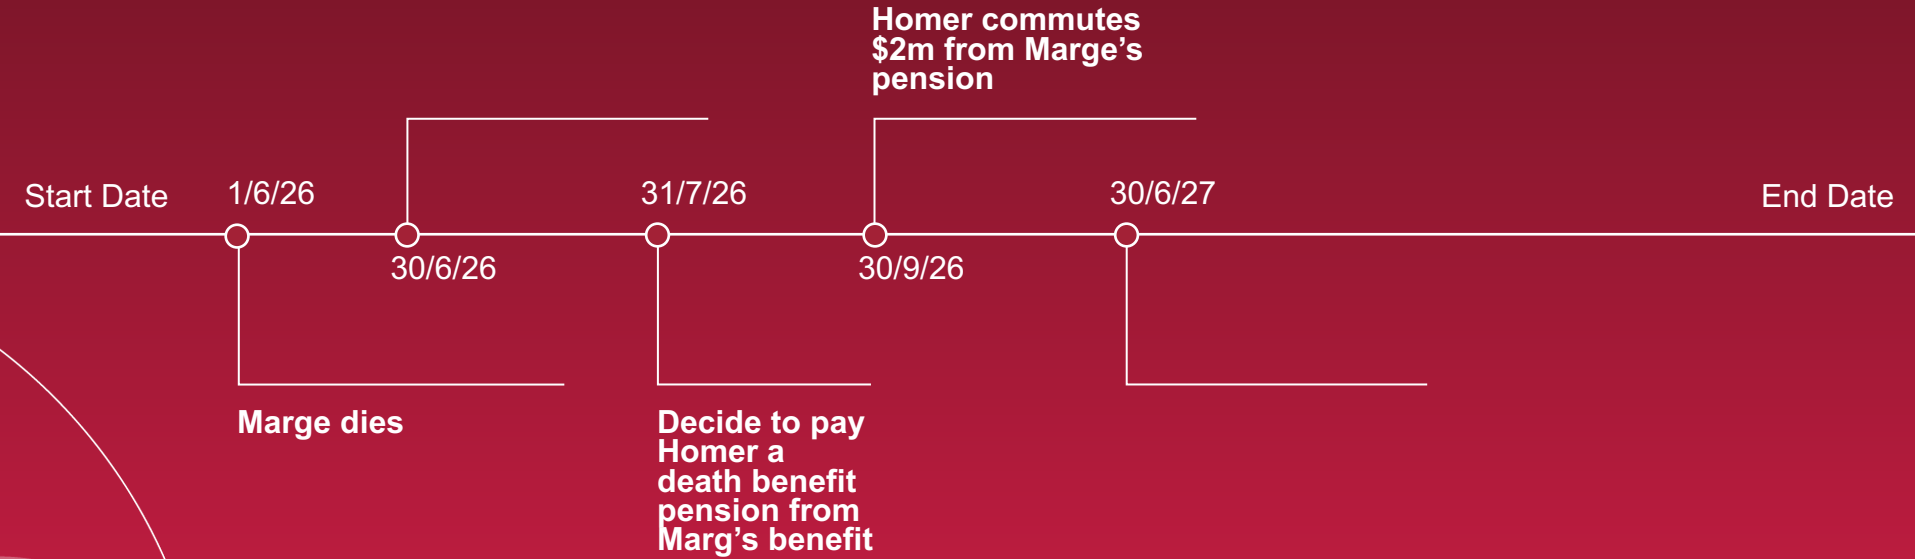 Homer commutes
$2m from Marge’s
pension
Start Date
1/6/26
31/7/26
30/6/27
End Date
30/6/26
30/9/26
Marge dies
Decide to pay
Homer a
death benefit
pension from
Marg’s benefit